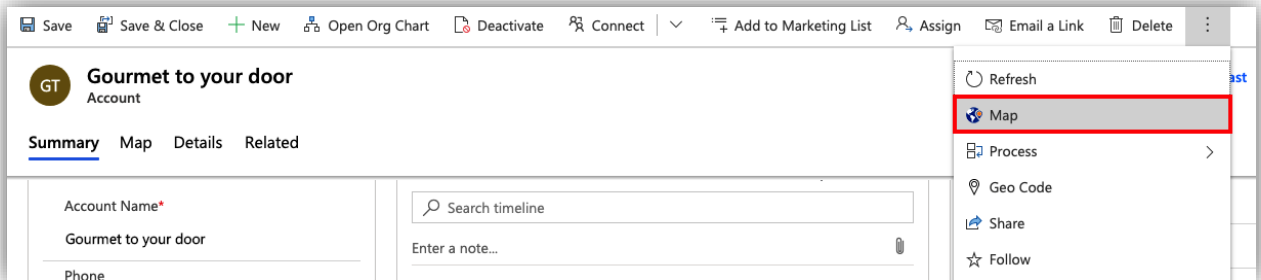 Save Save & Close New Open Org Chart Deactivate Connect Add to Marketing List Assign Email a Link Delete
GT
Gourmet to your door
Account
Summary Map Details Related
Refresh
ast
Map
Process
Geo Code
Share
Follow
Account Name*
Gourmet to your door
Phone
Search timeline
Enter a note...